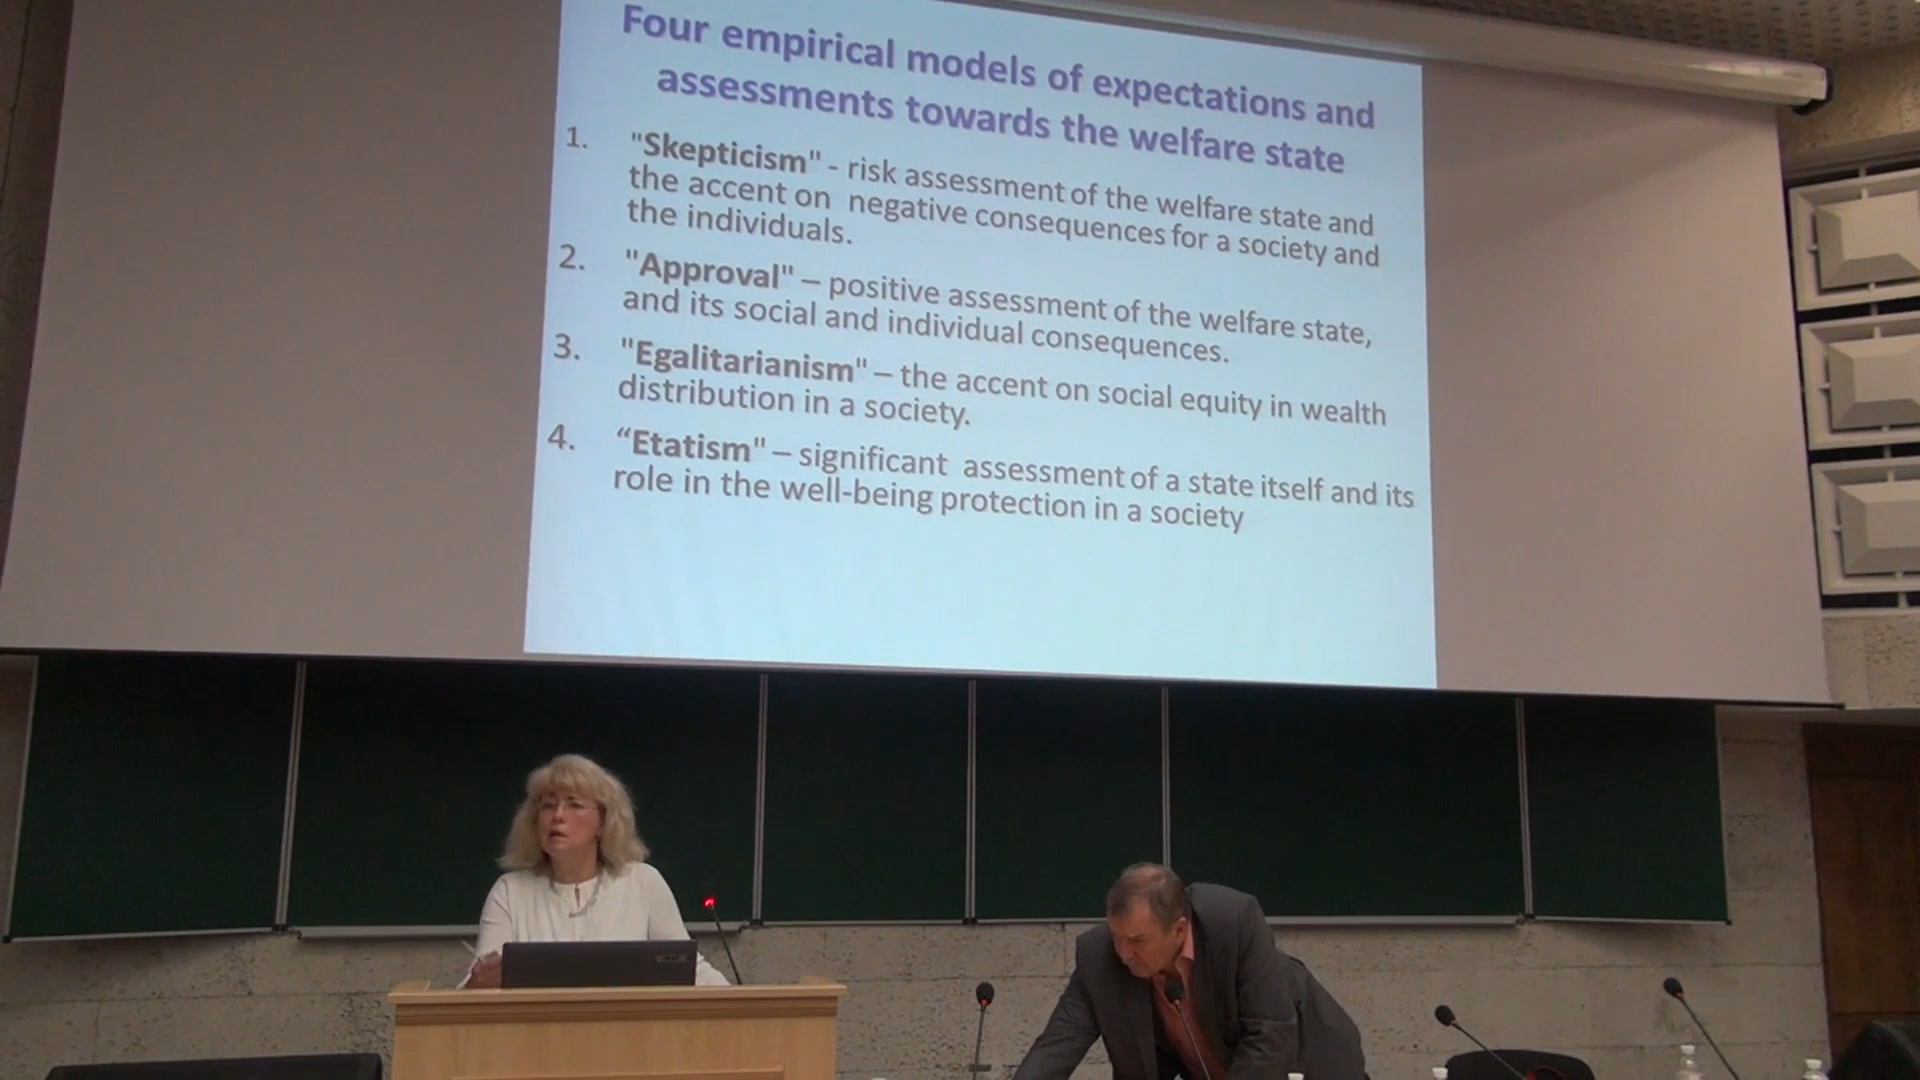 Four empirical models of expectations and
assessments towards the welfare state
1. "Skepticism" - risk assessment of the welfare state and
the accent on negative consequences for a society and
the individuals.
2. "Approval" – positive assessment of the welfare state,
and its social and individual consequences.
3. "Egalitarianism" – the accent on social equity in wealth
distribution in a society.
4. “Etatism" – significant assessment of a state itself and its
role in the well-being protection in a society